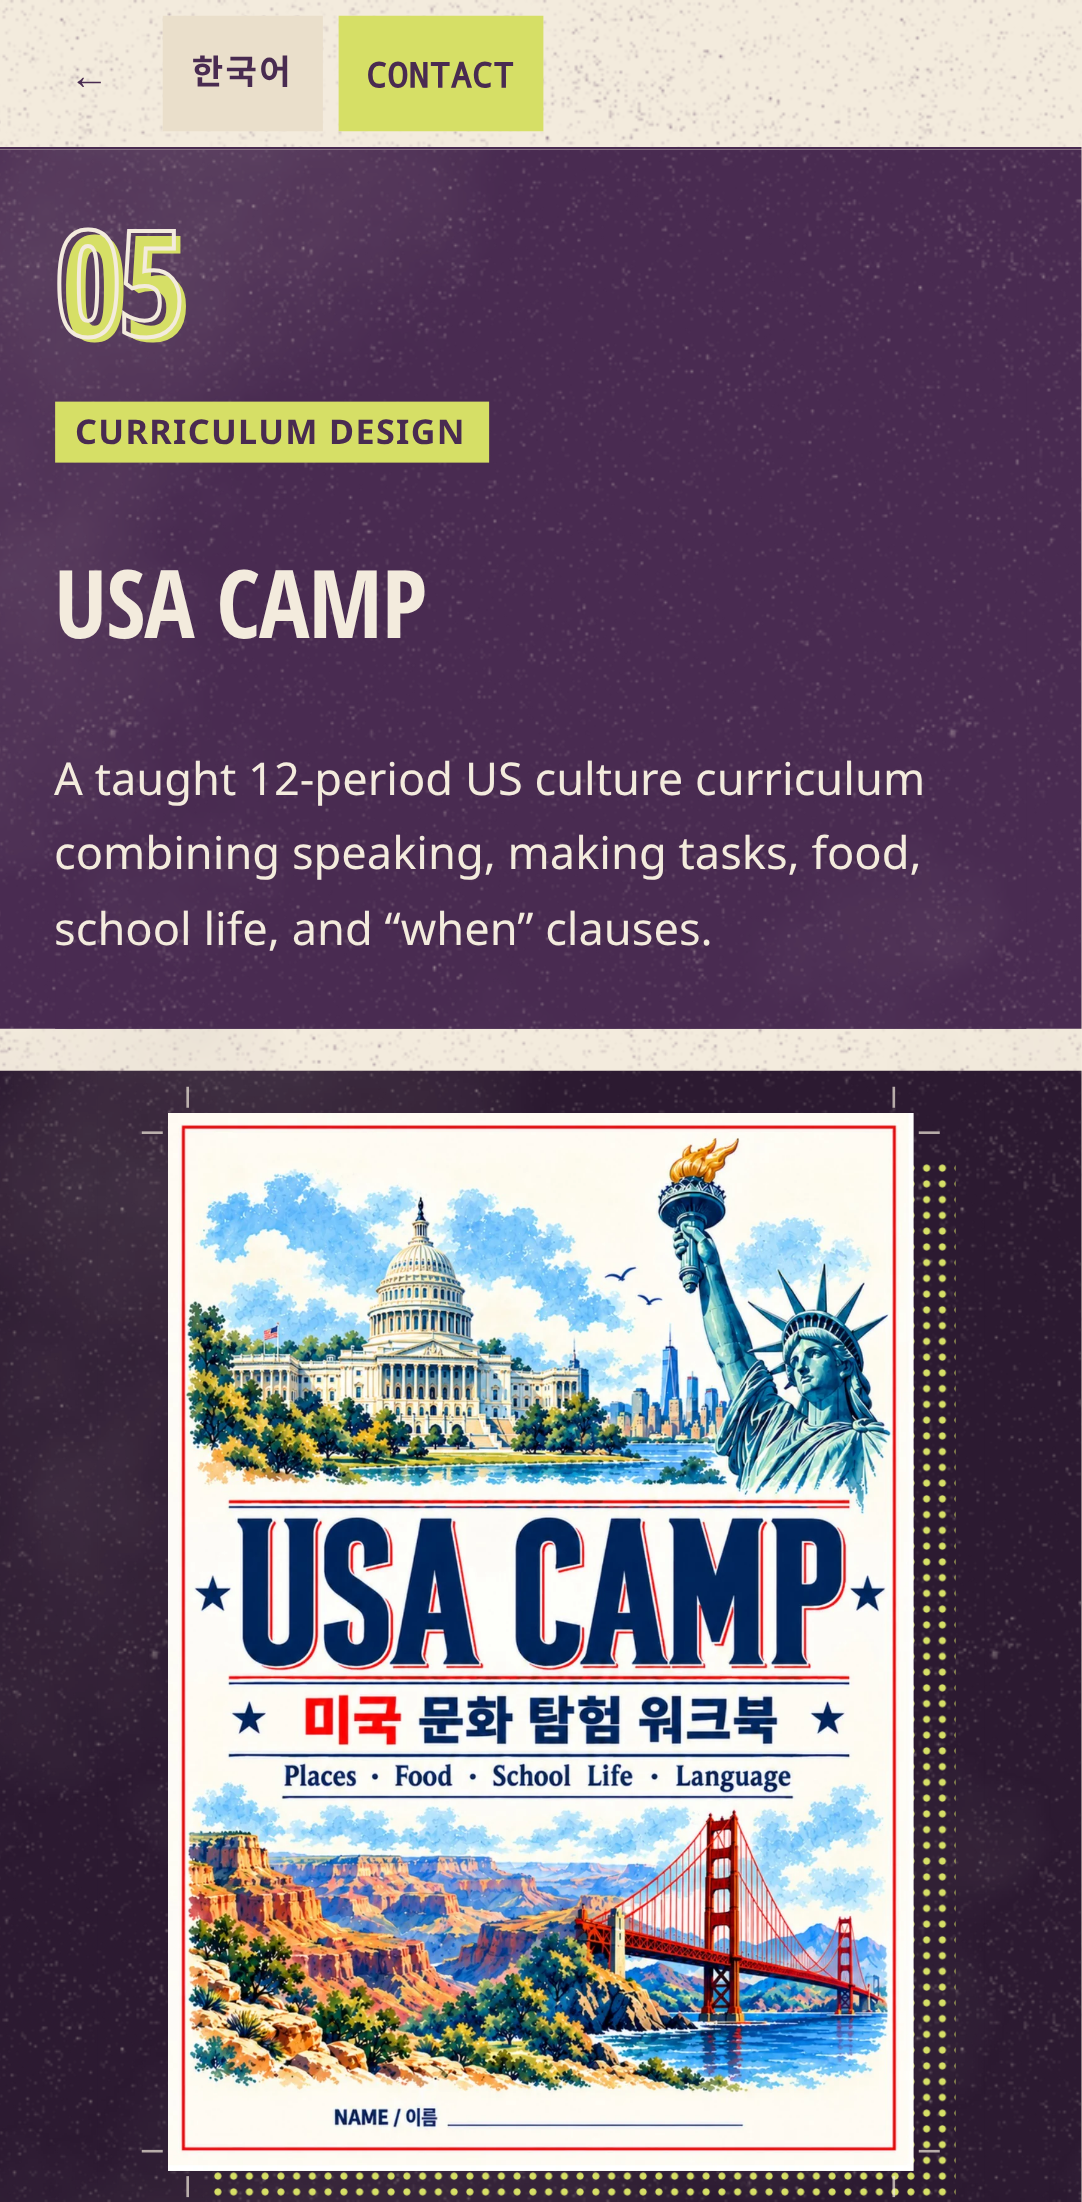 ←
한국어
CONTACT
05
CURRICULUM DESIGN
USA CAMP
A taught 12-period US culture curriculum
combining speaking, making tasks, food,
school life, and “when” clauses.
USA CAMP
미국 문화 탐험 워크북
Places • Food • School Life • Language
NAME / 이름